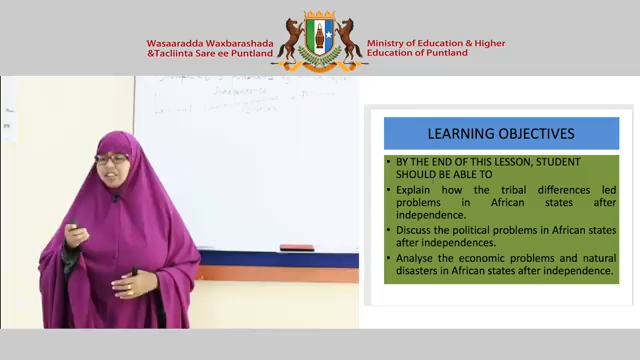 Wasaaradda Waxbarashada
&Tacliinta Sare ee Puntland
Ministry of Education & Higher
Education of Puntland
Independence
LEARNING OBJECTIVES
• BY THE END OF THIS LESSON, STUDENT
SHOULD BE ABLE TO
• Explain how the tribal differences led
problems in African states after
independence.
• Discuss the political problems in African states
after independences.
• Analyse the economic problems and natural
disasters in African states after independence.